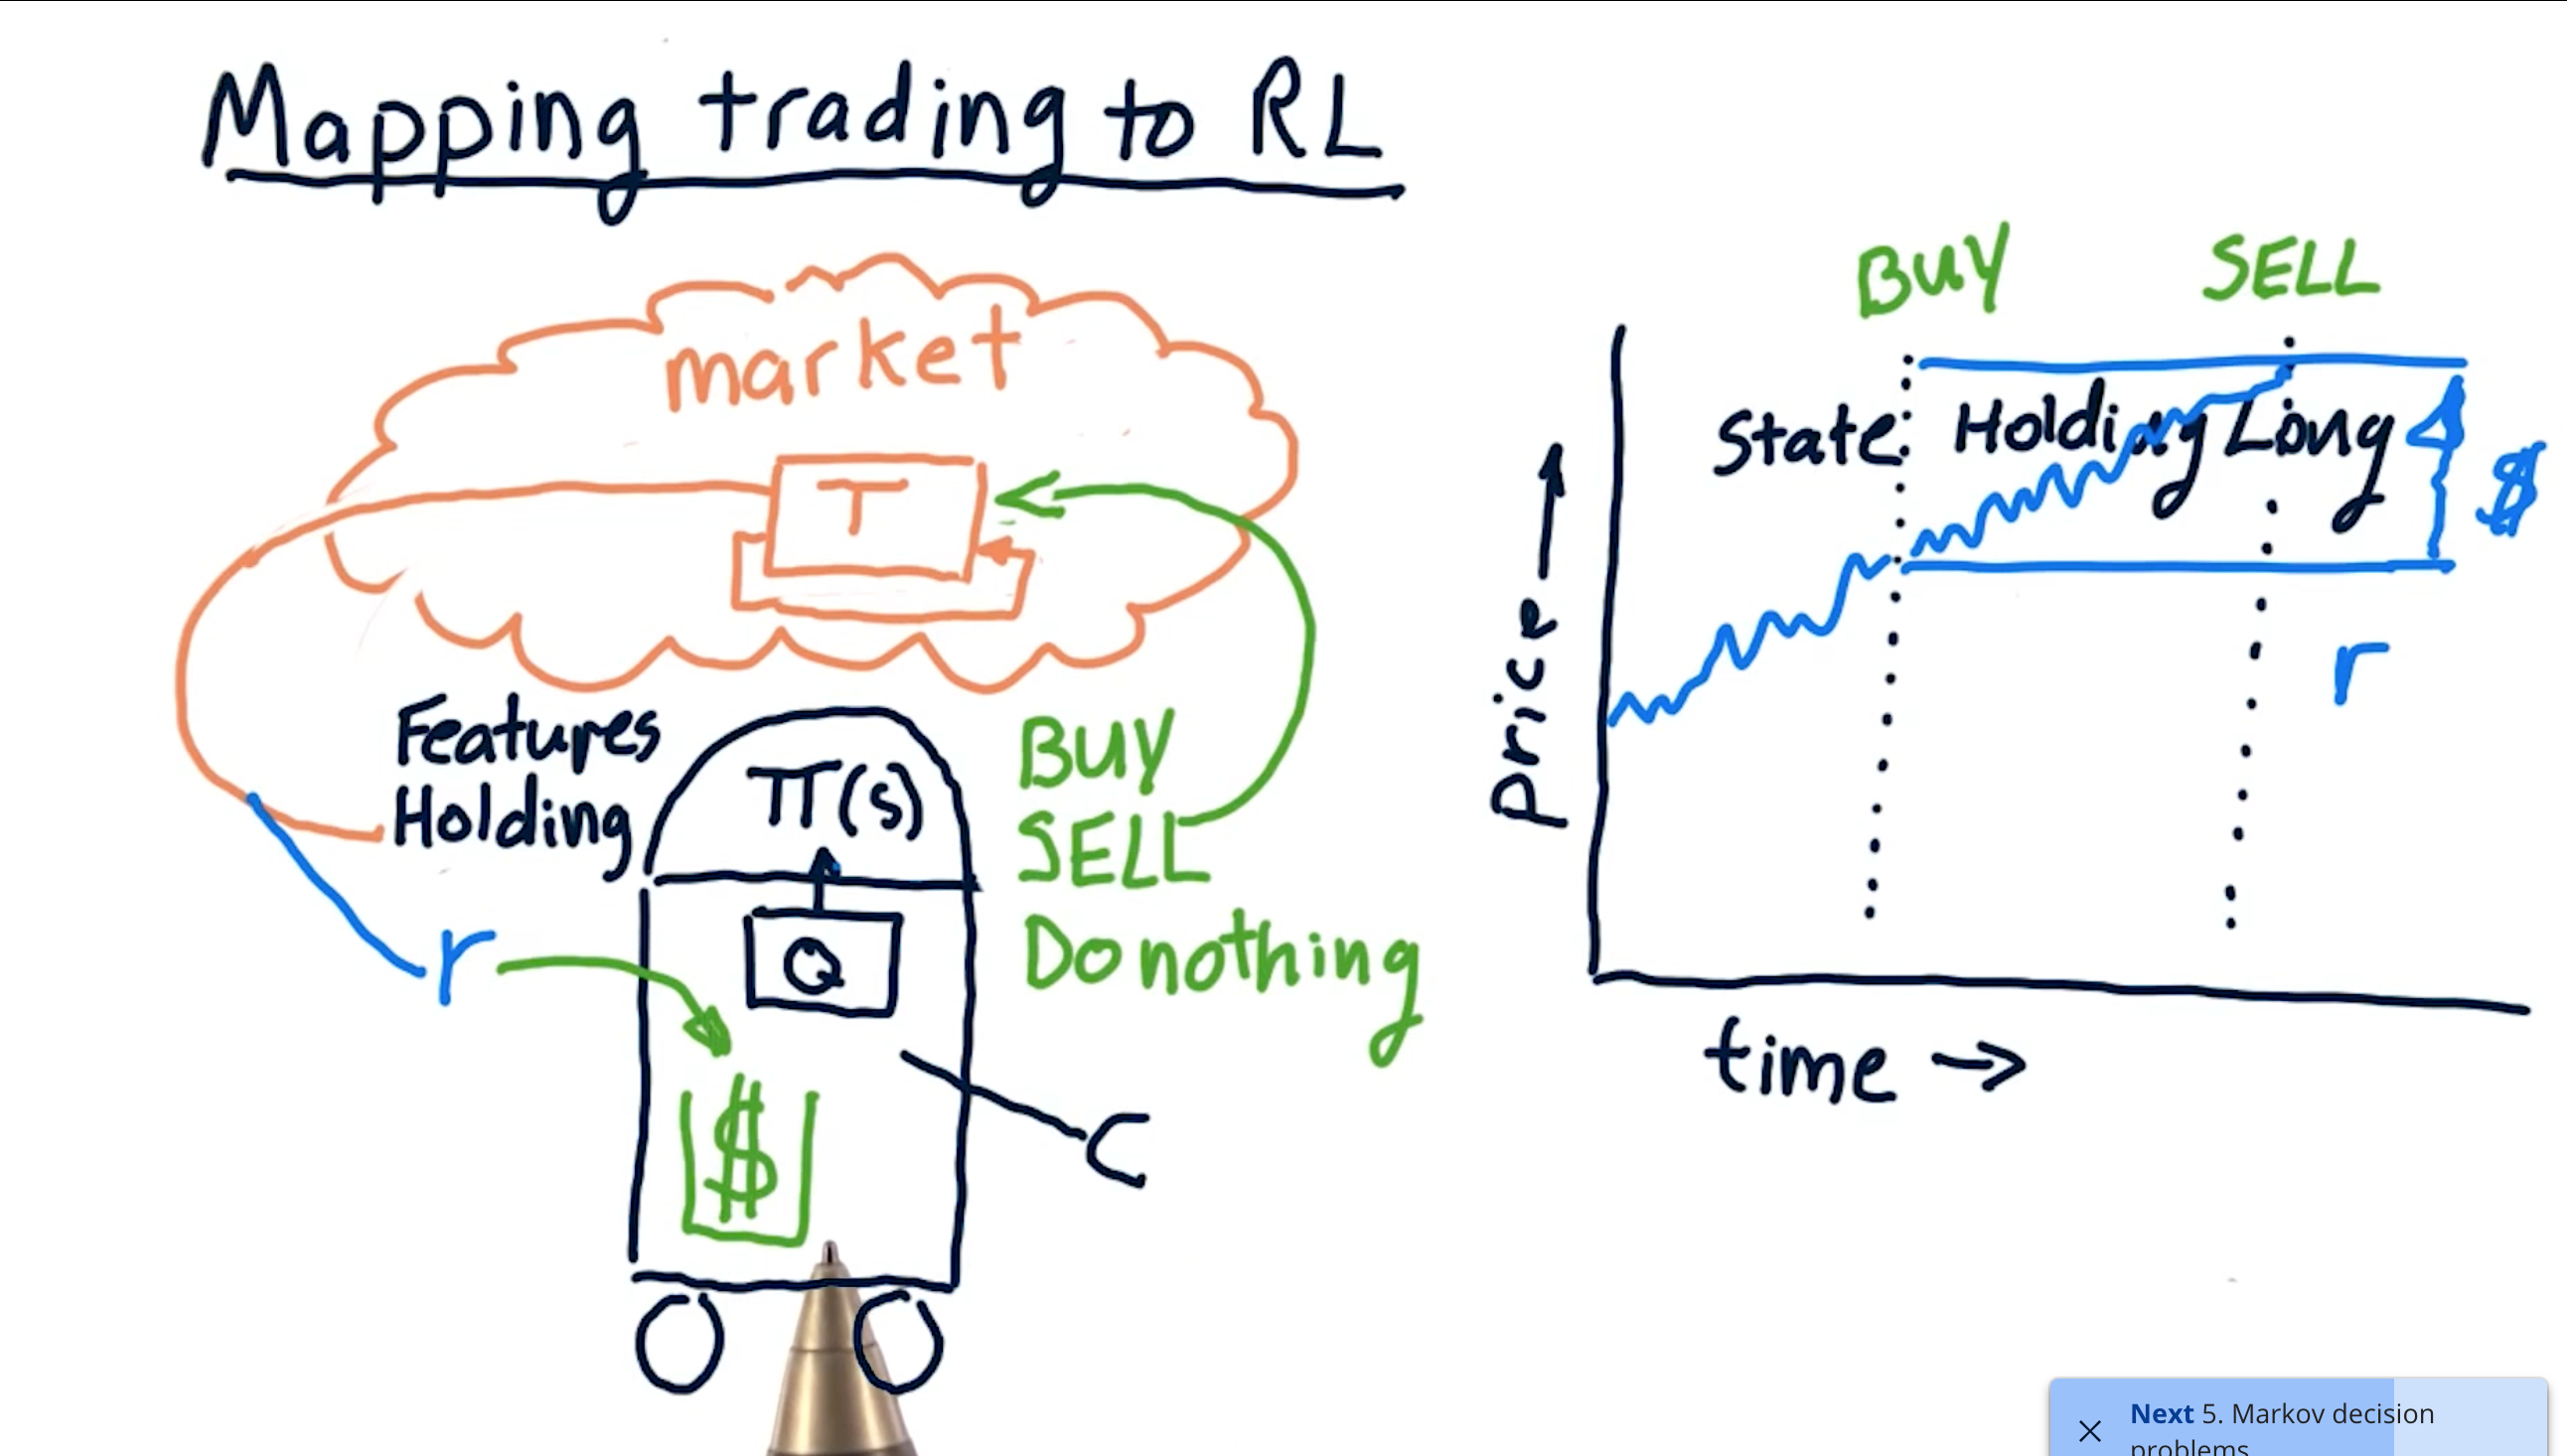 Mapping trading to RL
market
T
Features
Holding
r
π(s)
Q
$
BUY
SELL
Do nothing
C
BUY SELL
State: Holding Long
$
r
Price →
time →
Next 5. Markov decision
problems